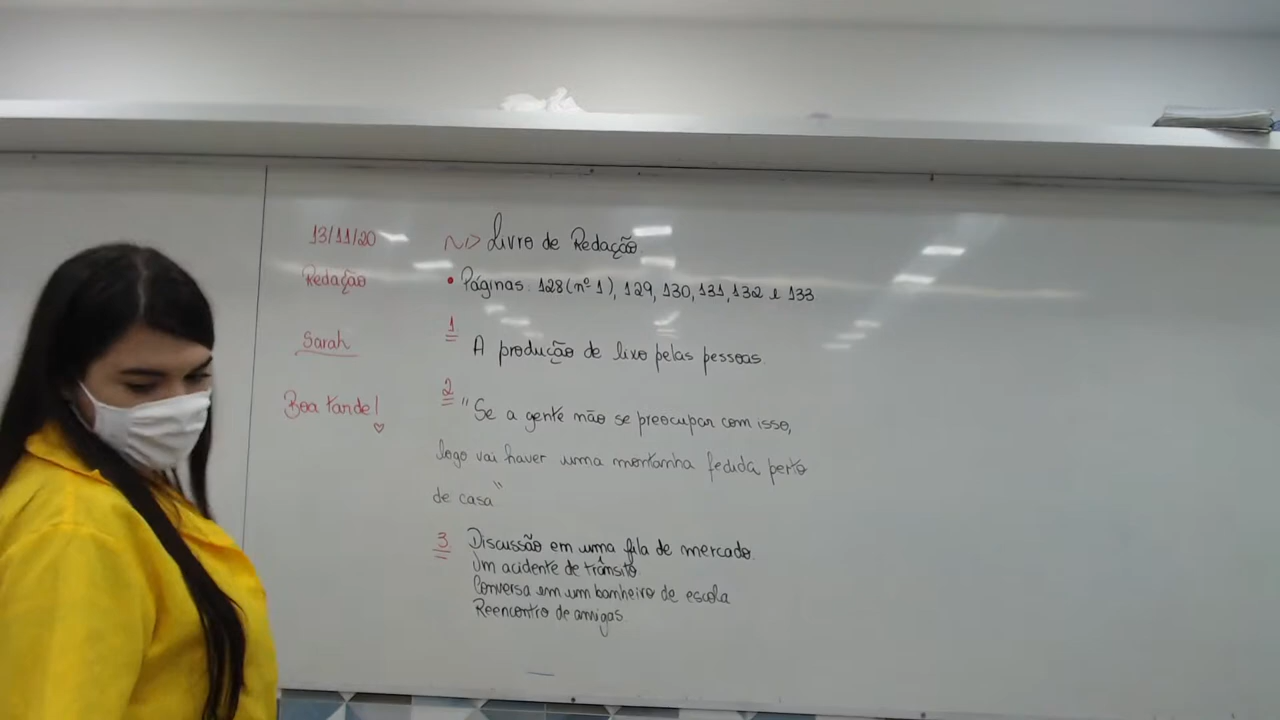 13/11/20
Redação
Sarah
Boa tarde!
Livro de Redação
• Páginas: 128 (nº 1), 129, 130, 131, 132 e 133
1 A produção de lixo pelas pessoas.
2 "Se a gente não se preocupar com isso,
logo vai haver uma montanha fedida perto
de casa"
3 Discussão em uma fila de mercado.
Um acidente de trânsito
Conversa em um banheiro de escola
Reencontro de amigas.